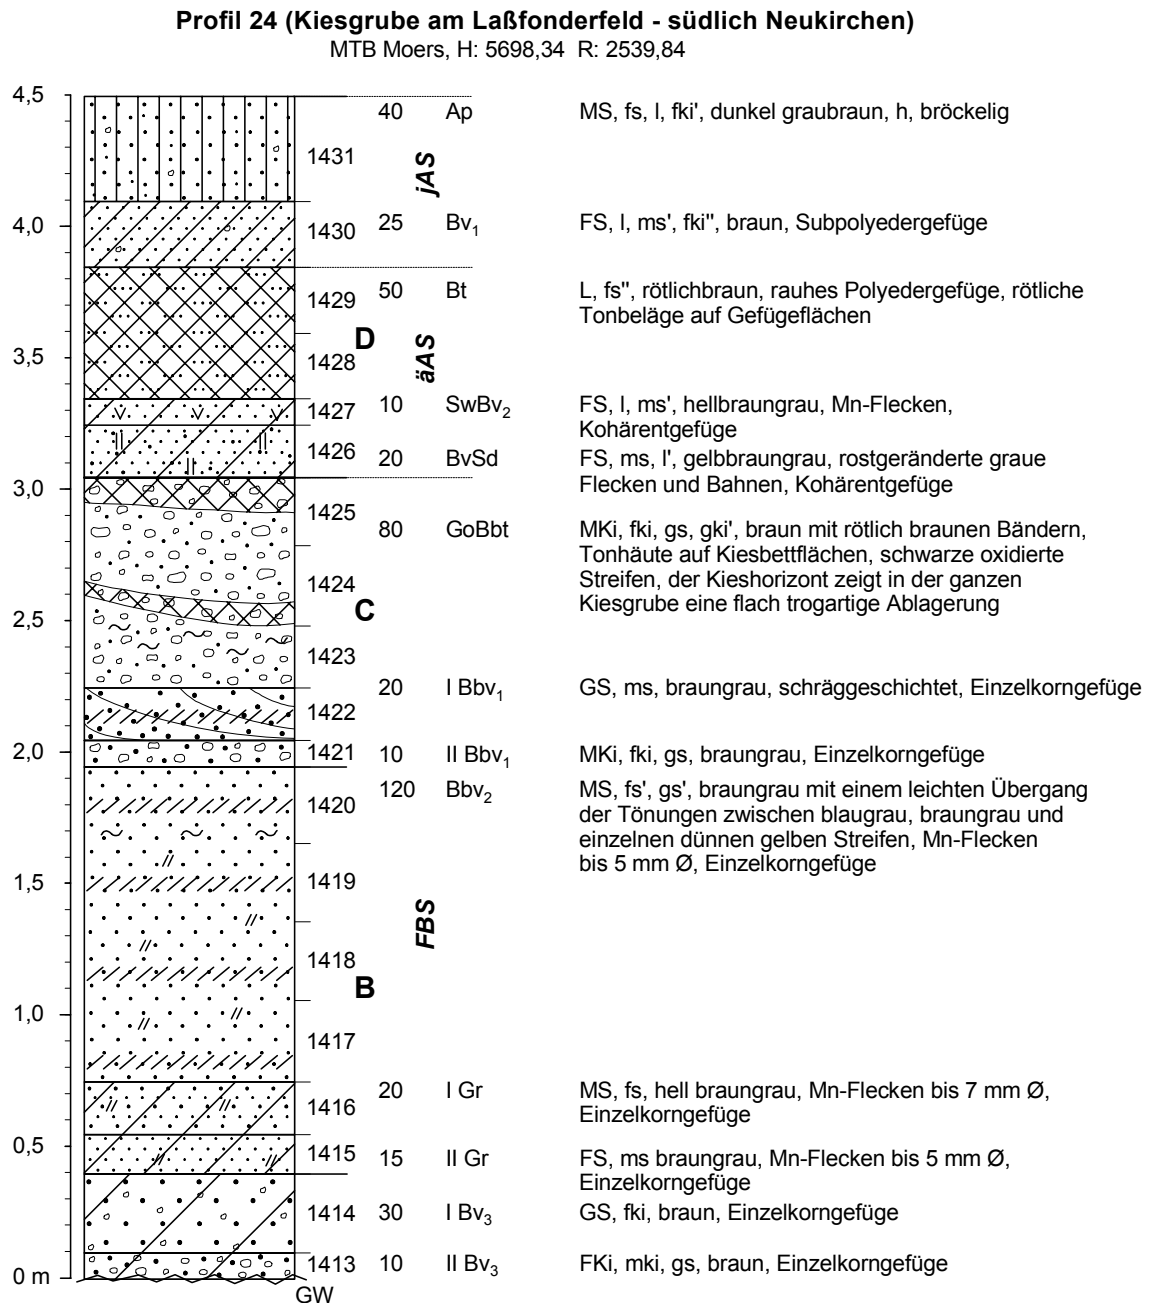 Profil 24 (Kiesgrube am Laßfonderfeld - südlich Neukirchen)
MTB Moers, H: 5698,34 R: 2539,84
4,5
40 Ap MS, fs, l, fki', dunkel graubraun, h, bröckelig
1431
jAS
4,0
1430 25 Bv1 FS, l, ms', fki'', braun, Subpolyedergefüge
1429 50 Bt L, fs'', rötlichbraun, rauhes Polyedergefüge, rötliche
Tonbeläge auf Gefügeflächen
D
3,5
1428
äAS
1427 10 SwBv2 FS, l, ms', hellbraungrau, Mn-Flecken,
Kohärentgefüge
1426 20 BvSd FS, ms, l', gelbbraungrau, rostgeränderte graue
Flecken und Bahnen, Kohärentgefüge
3,0
1425
80 GoBbt MKi, fki, gs, gki', braun mit rötlich braunen Bändern,
Tonhäute auf Kiesbettflächen, schwarze oxidierte
1424 Streifen, der Kieshorizont zeigt in der ganzen
C Kiesgrube eine flach trogartige Ablagerung
2,5
1423
20 I Bbv1 GS, ms, braungrau, schräggeschichtet, Einzelkorngefüge
1422
2,0
1421 10 II Bbv1 MKi, fki, gs, braungrau, Einzelkorngefüge
120 Bbv2 MS, fs', gs', braungrau mit einem leichten Übergang
1420 der Tönungen zwischen blaugrau, braungrau und
einzelnen dünnen gelben Streifen, Mn-Flecken
bis 5 mm Ø, Einzelkorngefüge
1,5
1419
FBS
1418
B
1,0
1417
20 I Gr MS, fs, hell braungrau, Mn-Flecken bis 7 mm Ø,
1416 Einzelkorngefüge
0,5
1415 15 II Gr FS, ms braungrau, Mn-Flecken bis 5 mm Ø,
Einzelkorngefüge
1414 30 I Bv3 GS, fki, braun, Einzelkorngefüge
0 m
1413 10 II Bv3 FKi, mki, gs, braun, Einzelkorngefüge
GW